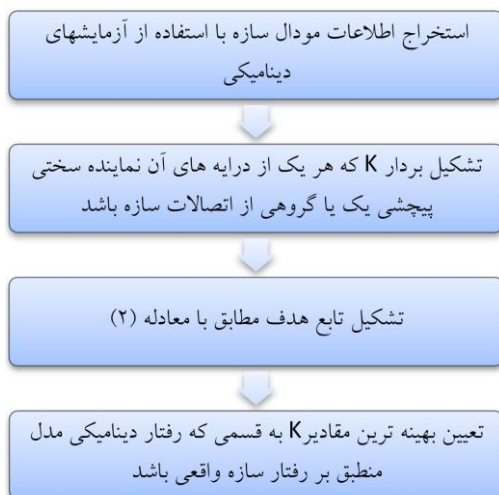 استخراج اطلاعات مودال سازه با استفاده از آزمایشهای
دینامیکی
تشکیل بردار K که هر یک از درایه های آن نماینده سختی
پیچشی یک یا گروهی از اتصالات سازه باشد
تشکیل تابع هدف مطابق با معادله (۲)
تعیین بهینه ترین مقادیرK به قسمی که رفتار دینامیکی مدل
منطبق بر رفتار سازه واقعی باشد